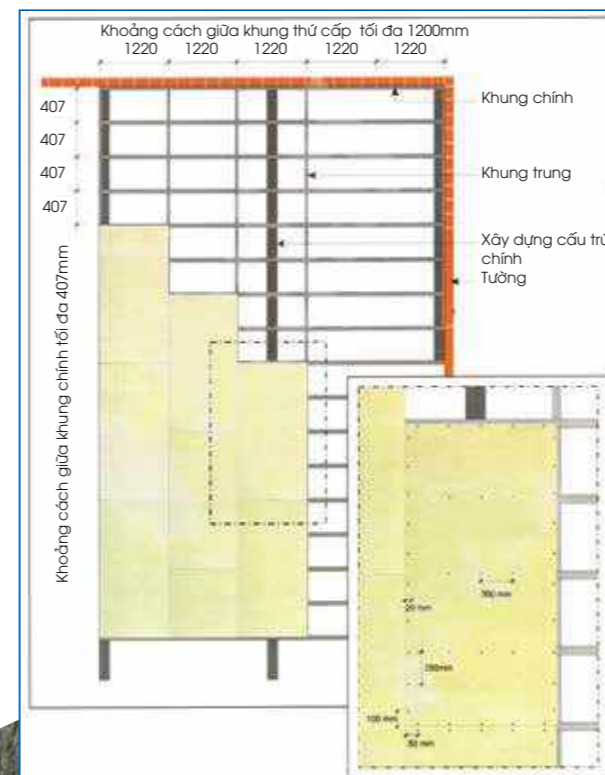 Khoảng cách giữa khung thứ cấp tối đa 1200mm
1220 1220 1220 1220 1220
407
407
407
407
Khoảng cách giữa khung chính tối đa 407mm
Khung chính
Khung trung
Xây dựng cấu trú
chính
Tường
300 mm
20 mm
100 mm
50 mm